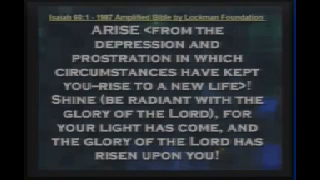 Isaiah 60:1 - 1987 Amplified Bible by Lockman Foundation
ARISE <FROM THE
DEPRESSION AND
PROSTRATION IN WHICH
CIRCUMSTANCES HAVE KEPT
YOU–RISE TO A NEW LIFE>!
SHINE (BE RADIANT WITH THE
GLORY OF THE LORD), FOR
YOUR LIGHT HAS COME, AND
THE GLORY OF THE LORD HAS
RISEN UPON YOU!